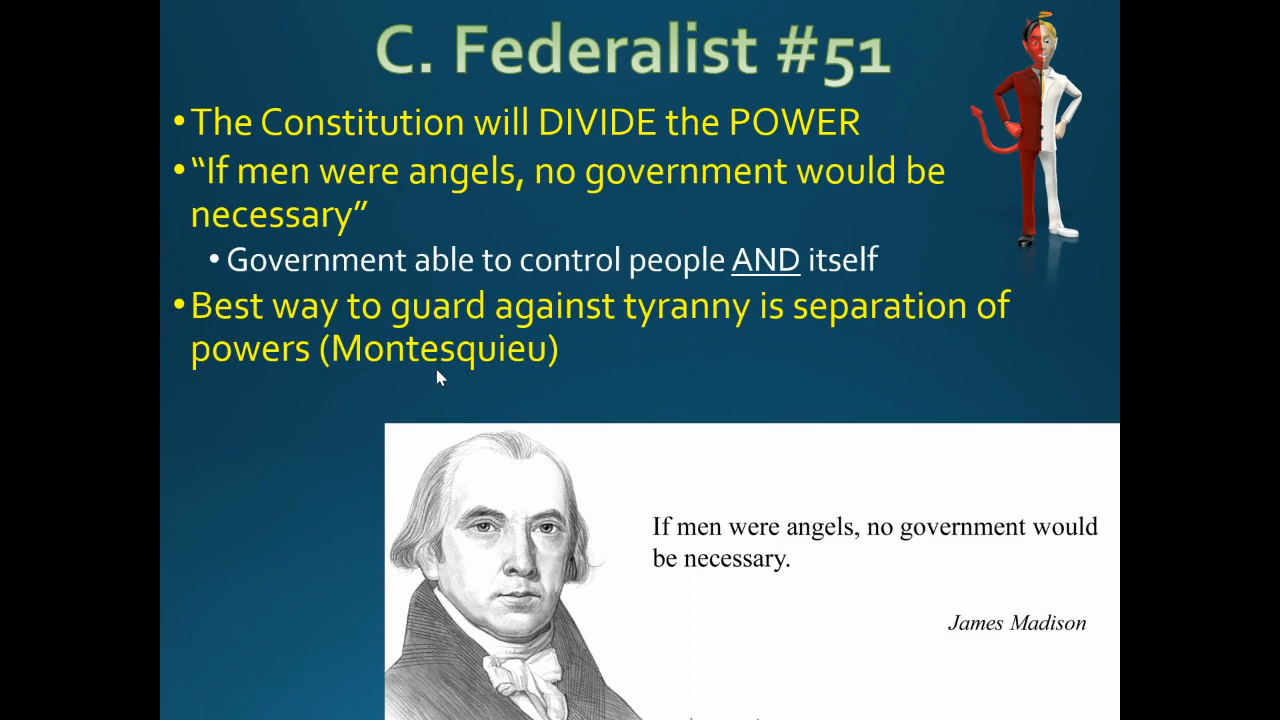 C. Federalist #51
•The Constitution will DIVIDE the POWER
•“If men were angels, no government would be
necessary”
•Government able to control people AND itself
•Best way to guard against tyranny is separation of
powers (Montesquieu)
If men were angels, no government would
be necessary.
James Madison